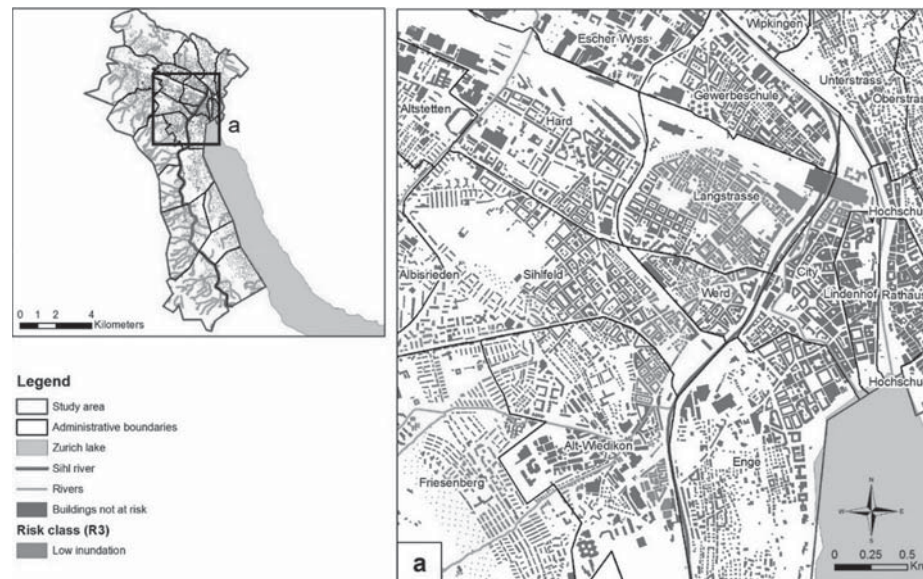 a
0 1 2 4
Kilometers
Legend
Study area
Administrative boundaries
Zurich lake
Sihl river
Rivers
Buildings not at risk
Risk class (R3)
Low inundation
Wipkingen
Escher Wyss
Unterstrass
Gewerbeschule
Oberstra
Altstetten
Hard
Langstrasse
Hochschu
Albisrieden
Sihlfeld
City
Werd
Lindenhof
Rathau
Hochschu
Alt-Wiedikon
Enge
Friesenberg
N
W E
S
a
0 0.25 0.5
Km